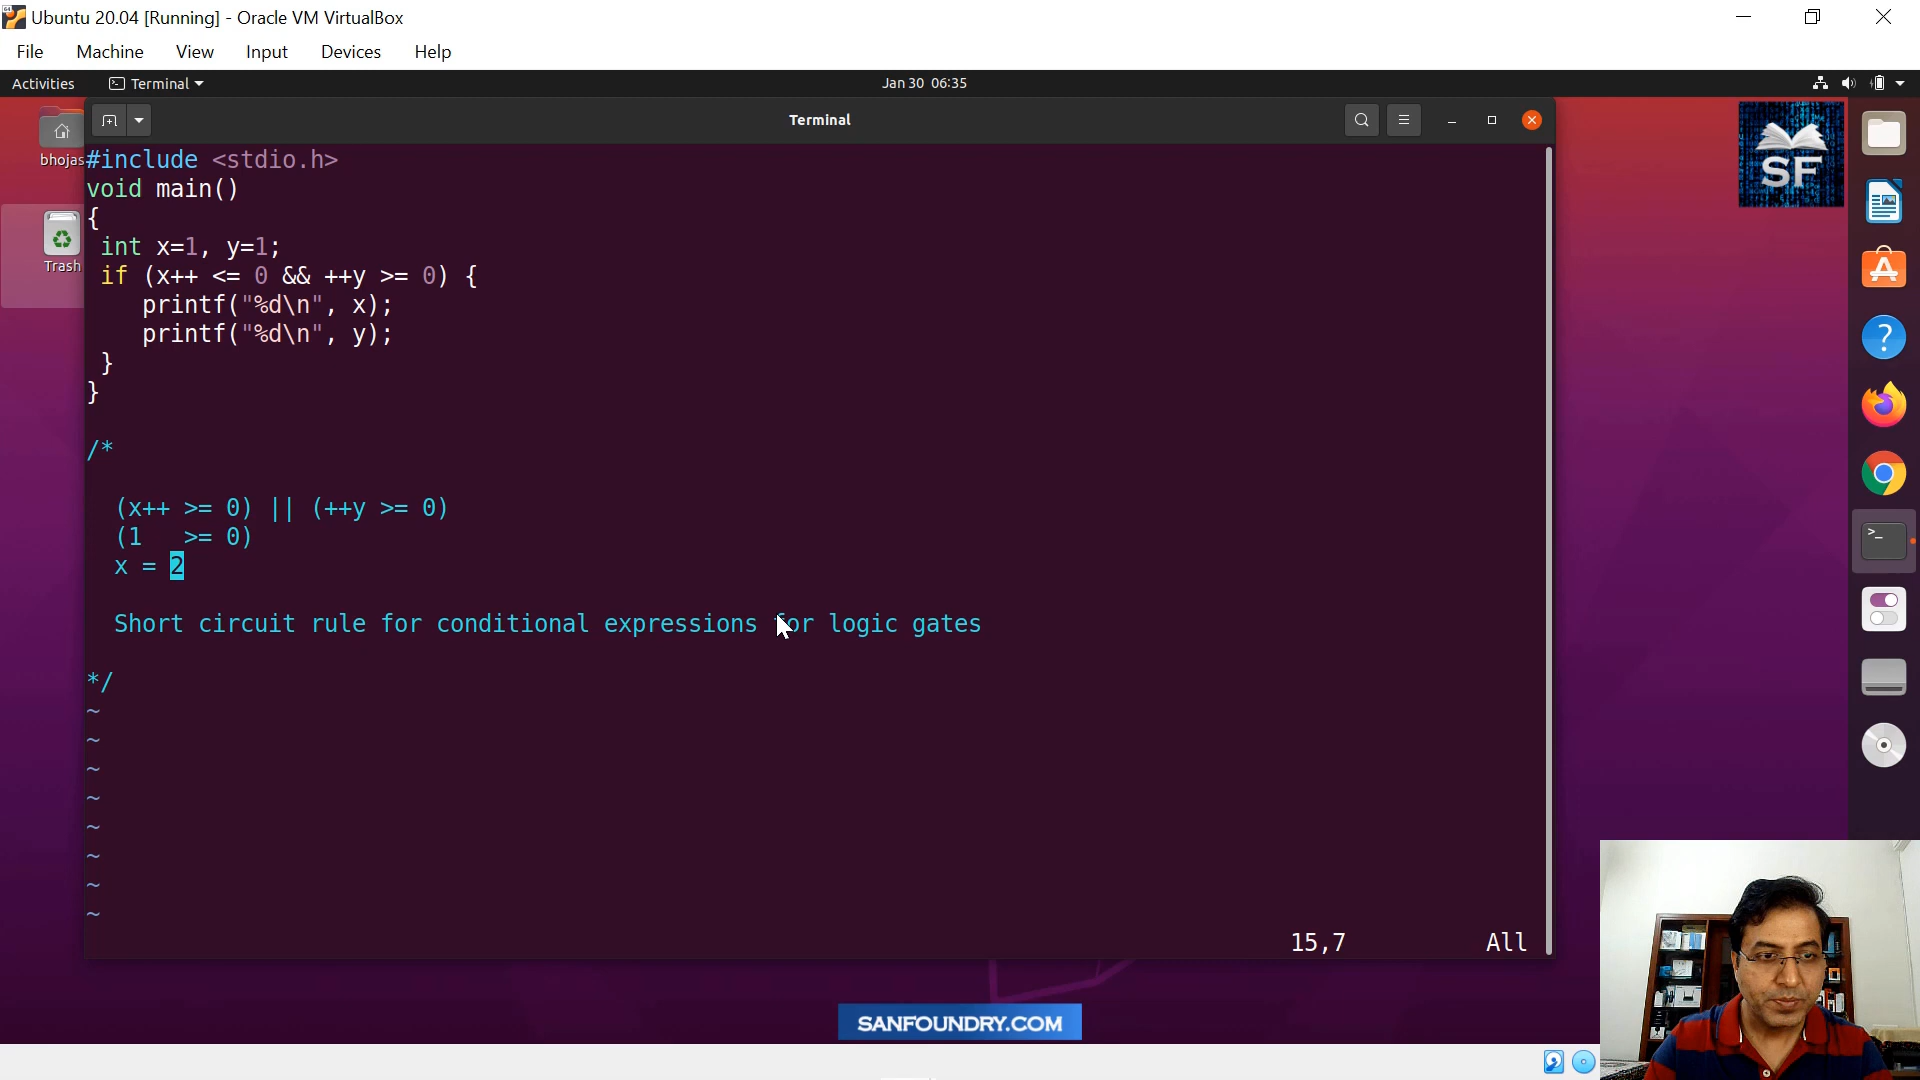 Ubuntu 20.04 [Running] - Oracle VM VirtualBox
File Machine View Input Devices Help
Activities Terminal Jan 30 06:35
Terminal
bhojas
Trash
SF
#include <stdio.h>
void main()
{
int x=1, y=1;
if (x++ <= 0 && ++y >= 0) {
printf("%d\n", x);
printf("%d\n", y);
}
}
/*
(x++ >= 0) || (++y >= 0)
(1 >= 0)
x = 2
Short circuit rule for conditional expressions for logic gates
*/
~
~
~
~
~
~
~
~
15,7 All
SANFOUNDRY.COM